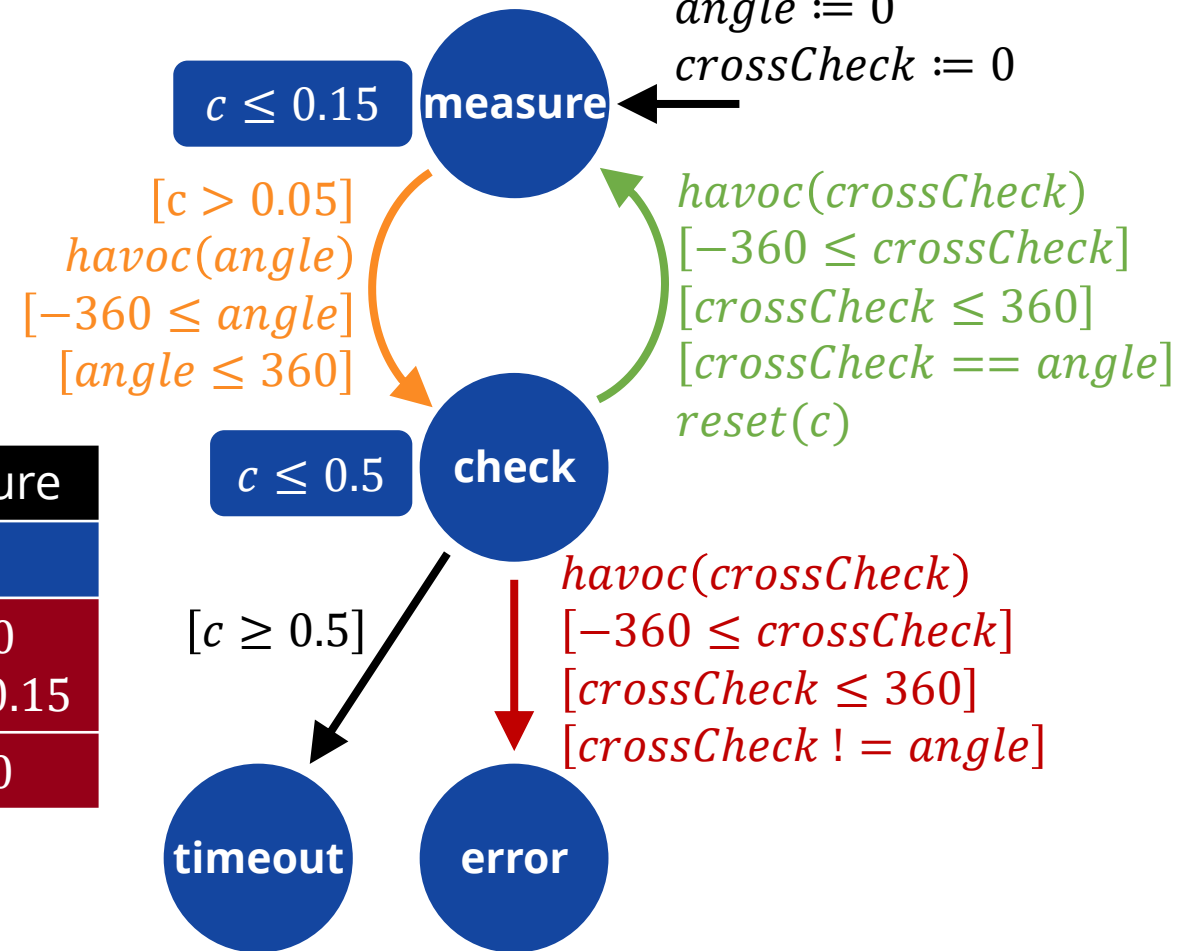 angle ≔ 0
crossCheck ≔ 0
c ≤ 0.15
measure
[c > 0.05]
havoc(angle)
[−360 ≤ angle]
[angle ≤ 360]
havoc(crossCheck)
[−360 ≤ crossCheck]
[crossCheck ≤ 360]
[crossCheck == angle]
reset(c)
c ≤ 0.5
check
[c ≥ 0.5]
havoc(crossCheck)
[−360 ≤ crossCheck]
[crossCheck ≤ 360]
[crossCheck ! = angle]
timeout
error